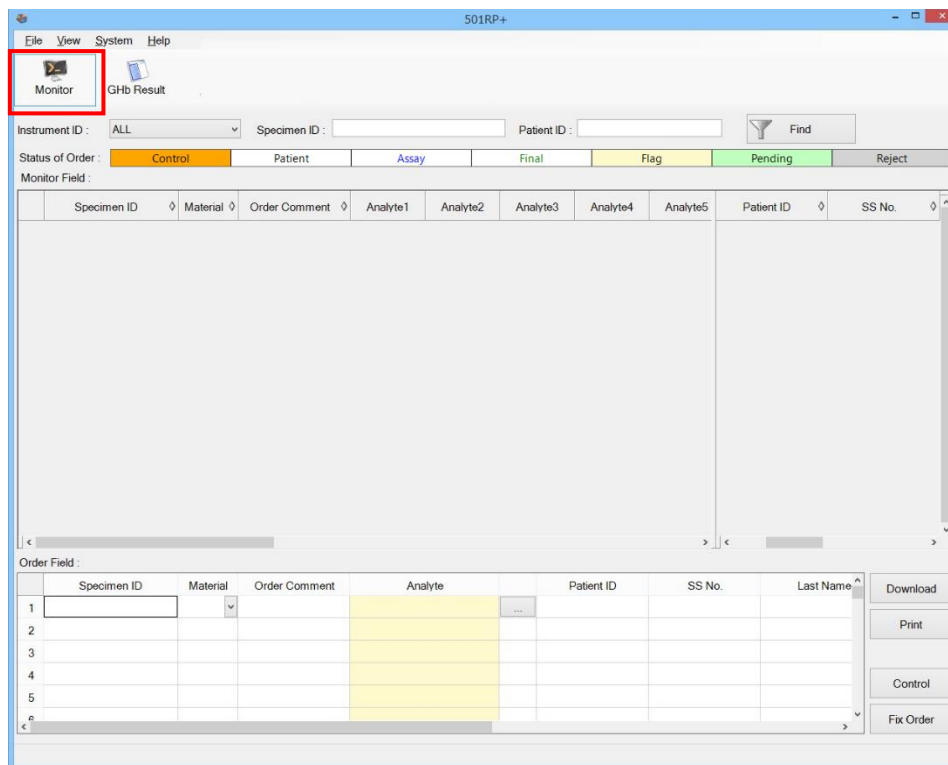 501RP+
File View System Help
Monitor GHb Result
Instrument ID : ALL Specimen ID : Patient ID : Find
Status of Order : Control Patient Assay Final Flag Pending Reject
Monitor Field :
Specimen ID Material Order Comment Analyte1 Analyte2 Analyte3 Analyte4 Analyte5 Patient ID SS No.
Order Field :
Specimen ID Material Order Comment Analyte Patient ID SS No. Last Name Download
1 ...
2 Print
3
4 Control
5
6 Fix Order